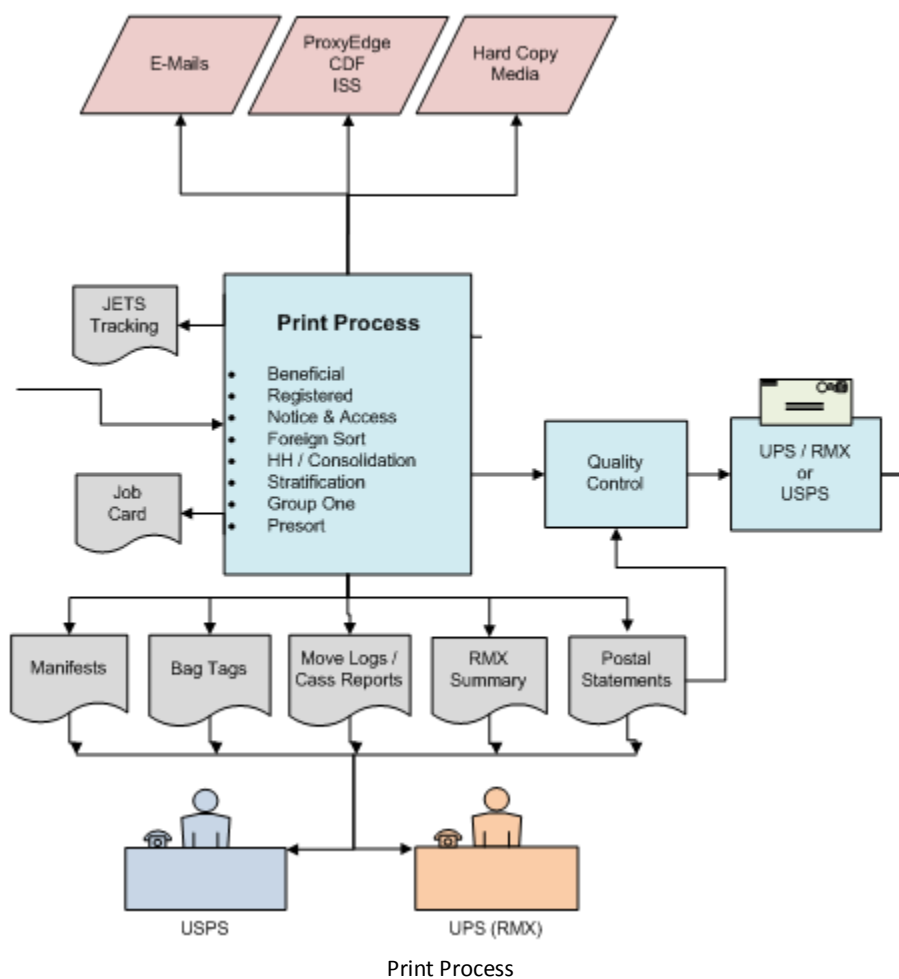 E-Mails
ProxyEdge
CDF
ISS
Hard Copy
Media
JETS
Tracking
Print Process
• Beneficial
• Registered
• Notice & Access
• Foreign Sort
• HH / Consolidation
• Stratification
• Group One
• Presort
Job
Card
Quality
Control
UPS / RMX
or
USPS
Manifests
Bag Tags
Move Logs /
Cass Reports
RMX
Summary
Postal
Statements
USPS
UPS (RMX)
Print Process